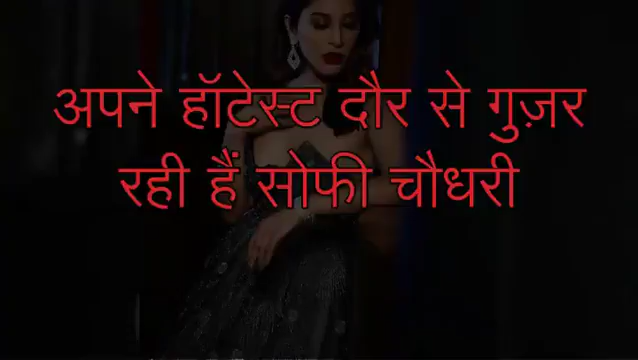 अपने हॉटेस्ट दौर से गुज़र
रही हैं सोफी चौधरी